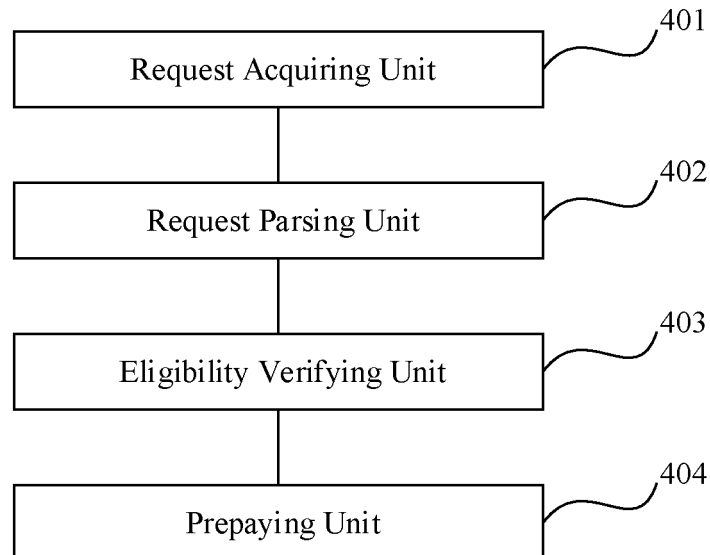 401
Request Acquiring Unit
402
Request Parsing Unit
403
Eligibility Verifying Unit
404
Prepaying Unit